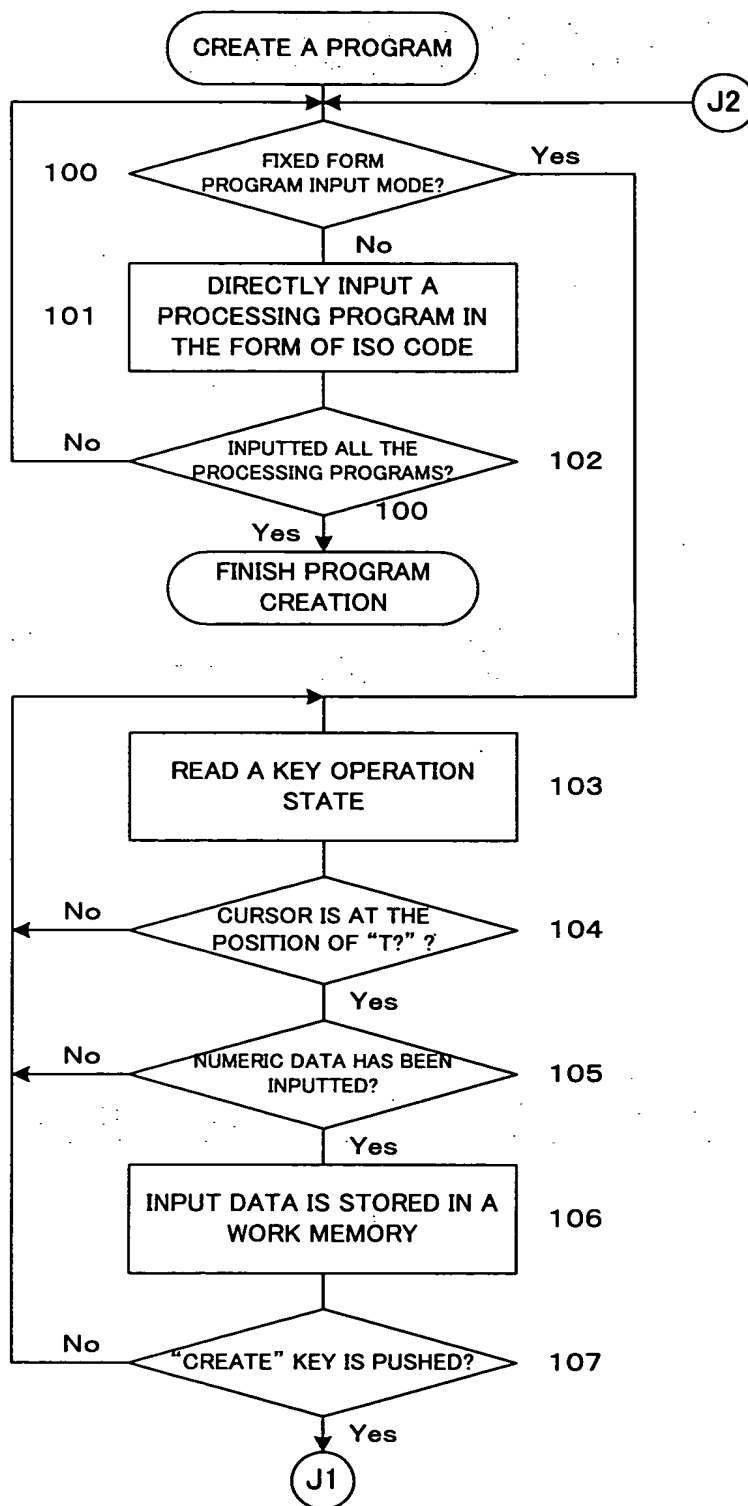 CREATE A PROGRAM
J2
100
FIXED FORM
PROGRAM INPUT MODE?
Yes
No
101
DIRECTLY INPUT A
PROCESSING PROGRAM IN
THE FORM OF ISO CODE
No
INPUTTED ALL THE
PROCESSING PROGRAMS?
102
100
Yes
FINISH PROGRAM
CREATION
READ A KEY OPERATION
STATE
103
No
CURSOR IS AT THE
POSITION OF “T?” ?
104
Yes
No
NUMERIC DATA HAS BEEN
INPUTTED?
105
Yes
INPUT DATA IS STORED IN A
WORK MEMORY
106
No
“CREATE” KEY IS PUSHED?
107
Yes
J1